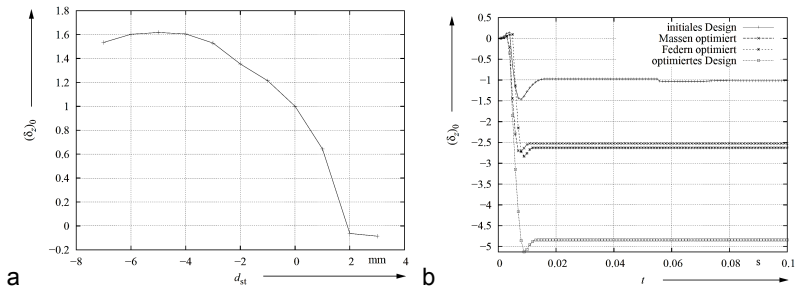 1.8
1.6
1.4
1.2
1
0.8
0.6
0.4
0.2
0
−0.2
(δ₂)₀
−8 −6 −4 −2 0 2 mm 4
d_st
a
0.5
0
−0.5
−1
−1.5
−2
−2.5
−3
−3.5
−4
−4.5
−5
(δ₂)₀
initiales Design
Massen optimiert
Federn optimiert
optimiertes Design
0 0.02 0.04 0.06 0.08 s 0.1
t
b